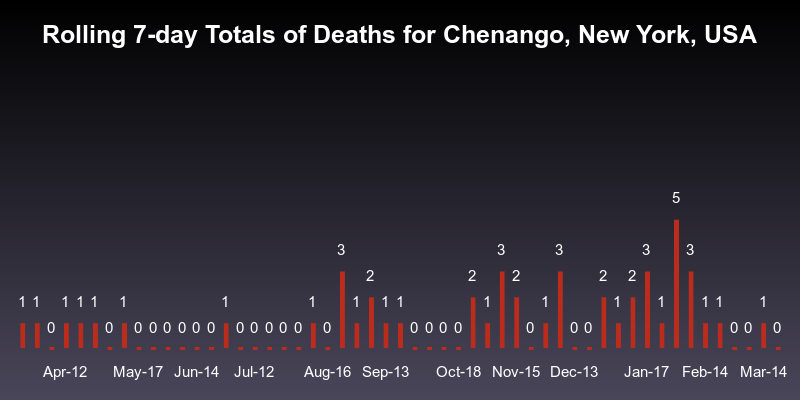 Rolling 7-day Totals of Deaths for Chenango, New York, USA
5
3 3 3 3 3
2 2 2 2 2
1 1 0 1 1 1 0 1 0 0 0 0 0 0 1 0 0 0 0 0 1 0 1 1 1 0 0 0 0 1 0 1 0 0 1 1 1 1 0 0 1 0
Apr-12 May-17 Jun-14 Jul-12 Aug-16 Sep-13 Oct-18 Nov-15 Dec-13 Jan-17 Feb-14 Mar-14